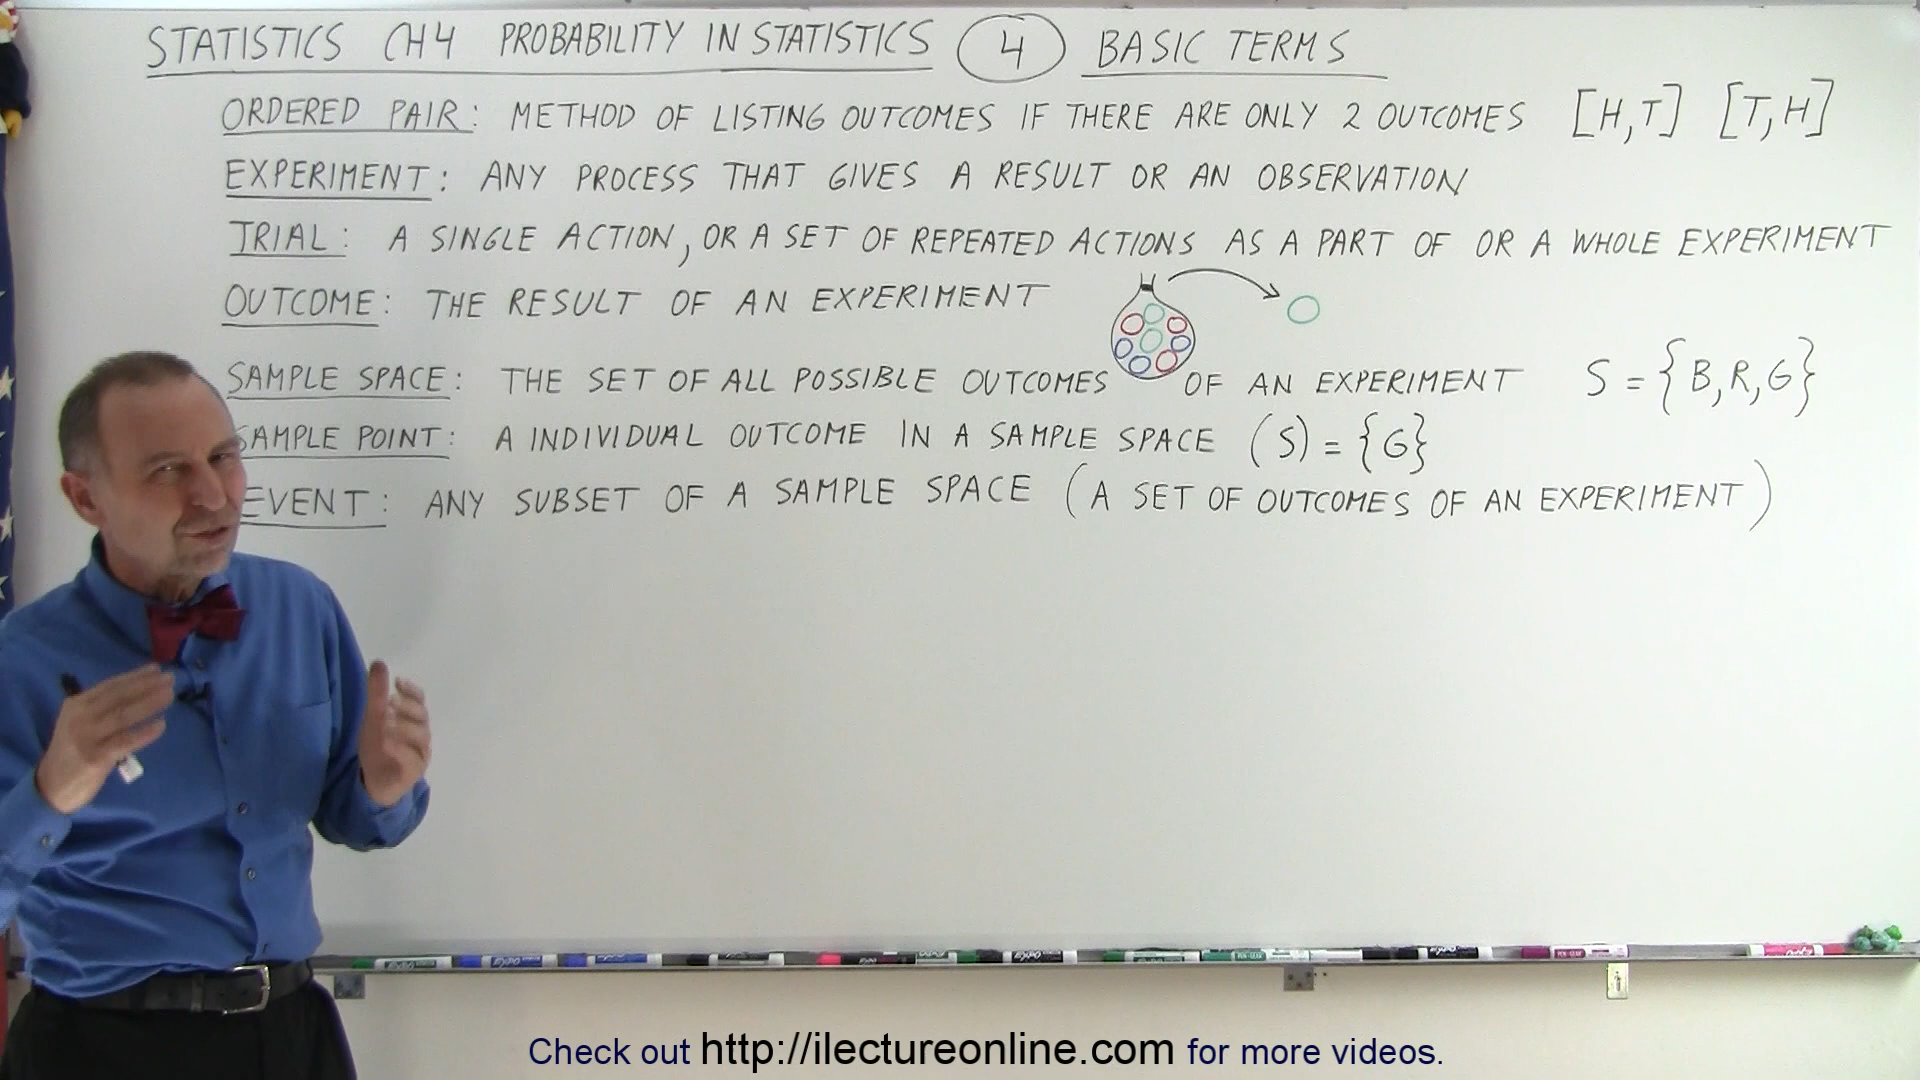 STATISTICS CH4 PROBABILITY IN STATISTICS 4 BASIC TERMS
ORDERED PAIR: METHOD OF LISTING OUTCOMES IF THERE ARE ONLY 2 OUTCOMES [H,T] [T,H]
EXPERIMENT: ANY PROCESS THAT GIVES A RESULT OR AN OBSERVATION
TRIAL: A SINGLE ACTION, OR A SET OF REPEATED ACTIONS AS A PART OF OR A WHOLE EXPERIMENT
OUTCOME: THE RESULT OF AN EXPERIMENT
SAMPLE SPACE: THE SET OF ALL POSSIBLE OUTCOMES OF AN EXPERIMENT S = {B,R,G}
SAMPLE POINT: A INDIVIDUAL OUTCOME IN A SAMPLE SPACE (S) = {G}
EVENT: ANY SUBSET OF A SAMPLE SPACE (A SET OF OUTCOMES OF AN EXPERIMENT)
Check out http://ilectureonline.com for more videos.